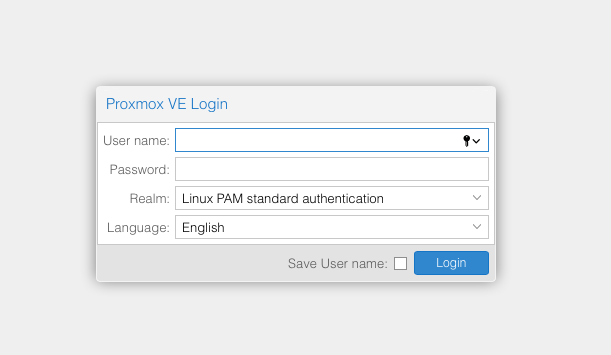 Proxmox VE Login
User name:
Password:
Realm: Linux PAM standard authentication
Language: English
Save User name: Login